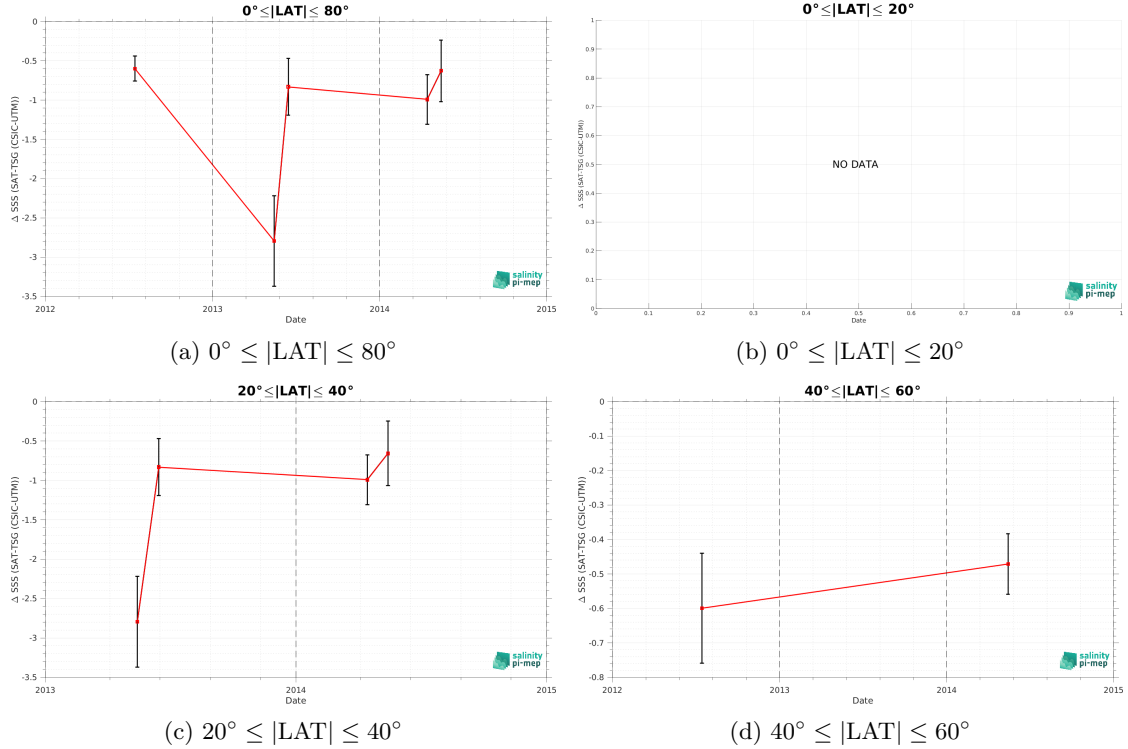 0°≤|LAT|≤ 80°
0
-0.5
-1
-1.5
-2
-2.5
-3
-3.5
Δ SSS (SAT-TSG (CSIC-UTM))
2012
2013
2014
2015
Date
salinity
pi-mep
(a) 0° ≤ |LAT| ≤ 80°
0°≤|LAT|≤ 20°
1
0.9
0.8
0.7
0.6
0.5
0.4
0.3
0.2
0.1
0
Δ SSS (SAT-TSG (CSIC-UTM))
NO DATA
0
0.1
0.2
0.3
0.4
0.5
0.6
0.7
0.8
0.9
1
Date
salinity
pi-mep
(b) 0° ≤ |LAT| ≤ 20°
20°≤|LAT|≤ 40°
0
-0.5
-1
-1.5
-2
-2.5
-3
-3.5
Δ SSS (SAT-TSG (CSIC-UTM))
2013
2014
2015
Date
salinity
pi-mep
(c) 20° ≤ |LAT| ≤ 40°
40°≤|LAT|≤ 60°
0
-0.1
-0.2
-0.3
-0.4
-0.5
-0.6
-0.7
-0.8
Δ SSS (SAT-TSG (CSIC-UTM))
2012
2013
2014
2015
Date
salinity
pi-mep
(d) 40° ≤ |LAT| ≤ 60°